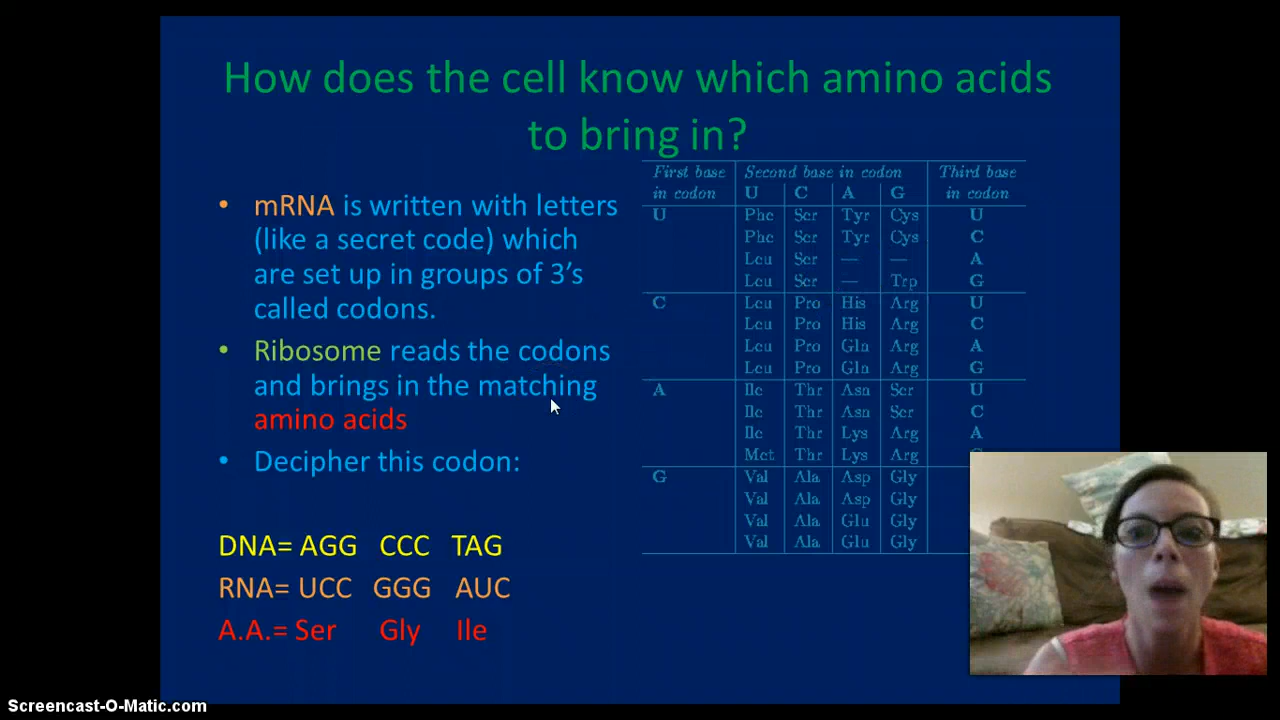 How does the cell know which amino acids
to bring in?
• mRNA is written with letters
(like a secret code) which
are set up in groups of 3's
called codons.
• Ribosome reads the codons
and brings in the matching
amino acids
• Decipher this codon:
DNA= AGG CCC TAG
RNA= UCC GGG AUC
A.A.= Ser Gly Ile
First base Second base in codon Third base
in codon U C A G in codon
U Phe Ser Tyr Cys U
Phe Ser Tyr Cys C
Leu Ser — — A
Leu Ser — Trp G
C Leu Pro His Arg U
Leu Pro His Arg C
Leu Pro Gln Arg A
Leu Pro Gln Arg G
A Ile Thr Asn Ser U
Ile Thr Asn Ser C
Ile Thr Lys Arg A
Met Thr Lys Arg
G Val Ala Asp Gly
Val Ala Asp Gly
Val Ala Glu Gly
Val Ala Glu Gly
Screencast-O-Matic.com